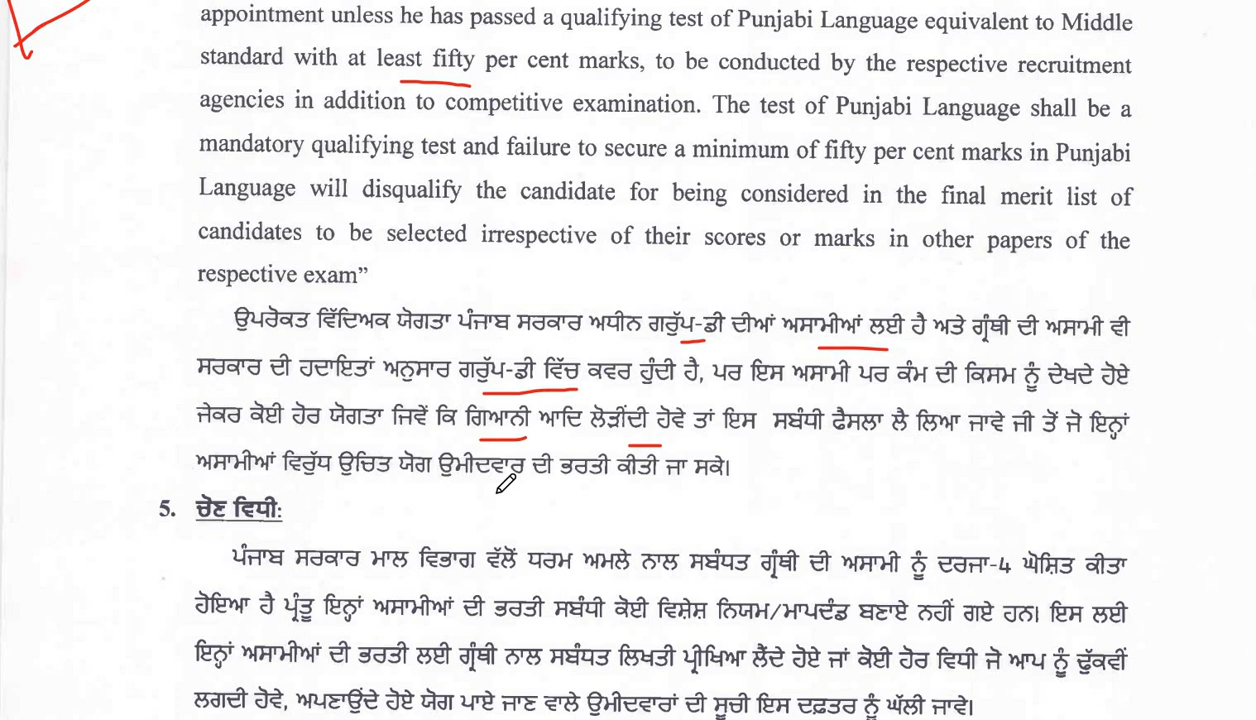 appointment unless he has passed a qualifying test of Punjabi Language equivalent to Middle
standard with at least fifty per cent marks, to be conducted by the respective recruitment
agencies in addition to competitive examination. The test of Punjabi Language shall be a
mandatory qualifying test and failure to secure a minimum of fifty per cent marks in Punjabi
Language will disqualify the candidate for being considered in the final merit list of
candidates to be selected irrespective of their scores or marks in other papers of the
respective exam”
ਉਪਰੋਕਤ ਵਿੱਦਿਅਕ ਯੋਗਤਾ ਪੰਜਾਬ ਸਰਕਾਰ ਅਧੀਨ ਗਰੁੱਪ-ਡੀ ਦੀਆਂ ਅਸਾਮੀਆਂ ਲਈ ਹੈ ਅਤੇ ਗ੍ਰੰਥੀ ਦੀ ਅਸਾਮੀ ਵੀ
ਸਰਕਾਰ ਦੀ ਹਦਾਇਤਾਂ ਅਨੁਸਾਰ ਗਰੁੱਪ-ਡੀ ਵਿੱਚ ਕਵਰ ਹੁੰਦੀ ਹੈ, ਪਰ ਇਸ ਅਸਾਮੀ ਪਰ ਕੰਮ ਦੀ ਕਿਸਮ ਨੂੰ ਦੇਖਦੇ ਹੋਏ
ਜੇਕਰ ਕੋਈ ਹੋਰ ਯੋਗਤਾ ਜਿਵੇਂ ਕਿ ਗਿਆਨੀ ਆਦਿ ਲੋੜੀਂਦੀ ਹੋਵੇ ਤਾਂ ਇਸ ਸਬੰਧੀ ਫੈਸਲਾ ਲੈ ਲਿਆ ਜਾਵੇ ਜੀ ਤੋਂ ਜੋ ਇਨ੍ਹਾਂ
ਅਸਾਮੀਆਂ ਵਿਰੁੱਧ ਉਚਿਤ ਯੋਗ ਉਮੀਦਵਾਰ ਦੀ ਭਰਤੀ ਕੀਤੀ ਜਾ ਸਕੇ।
5. ਚੋਣ ਵਿਧੀ:
ਪੰਜਾਬ ਸਰਕਾਰ ਮਾਲ ਵਿਭਾਗ ਵੱਲੋਂ ਧਰਮ ਅਮਲੇ ਨਾਲ ਸਬੰਧਤ ਗ੍ਰੰਥੀ ਦੀ ਅਸਾਮੀ ਨੂੰ ਦਰਜਾ-4 ਘੋਸ਼ਿਤ ਕੀਤਾ
ਹੋਇਆ ਹੈ ਪ੍ਰੰਤੂ ਇਨ੍ਹਾਂ ਅਸਾਮੀਆਂ ਦੀ ਭਰਤੀ ਸਬੰਧੀ ਕੋਈ ਵਿਸ਼ੇਸ਼ ਨਿਯਮ/ਮਾਪਦੰਡ ਬਣਾਏ ਨਹੀਂ ਗਏ ਹਨ। ਇਸ ਲਈ
ਇਨ੍ਹਾਂ ਅਸਾਮੀਆਂ ਦੀ ਭਰਤੀ ਲਈ ਗ੍ਰੰਥੀ ਨਾਲ ਸਬੰਧਤ ਲਿਖਤੀ ਪ੍ਰੀਖਿਆ ਲੈਂਦੇ ਹੋਏ ਜਾਂ ਕੋਈ ਹੋਰ ਵਿਧੀ ਜੋ ਆਪ ਨੂੰ ਢੁੱਕਵੀਂ
ਲਗਦੀ ਹੋਵੇ, ਅਪਣਾਉਂਦੇ ਹੋਏ ਯੋਗ ਪਾਏ ਜਾਣ ਵਾਲੇ ਉਮੀਦਵਾਰਾਂ ਦੀ ਸੂਚੀ ਇਸ ਦਫ਼ਤਰ ਨੂੰ ਘੱਲੀ ਜਾਵੇ।